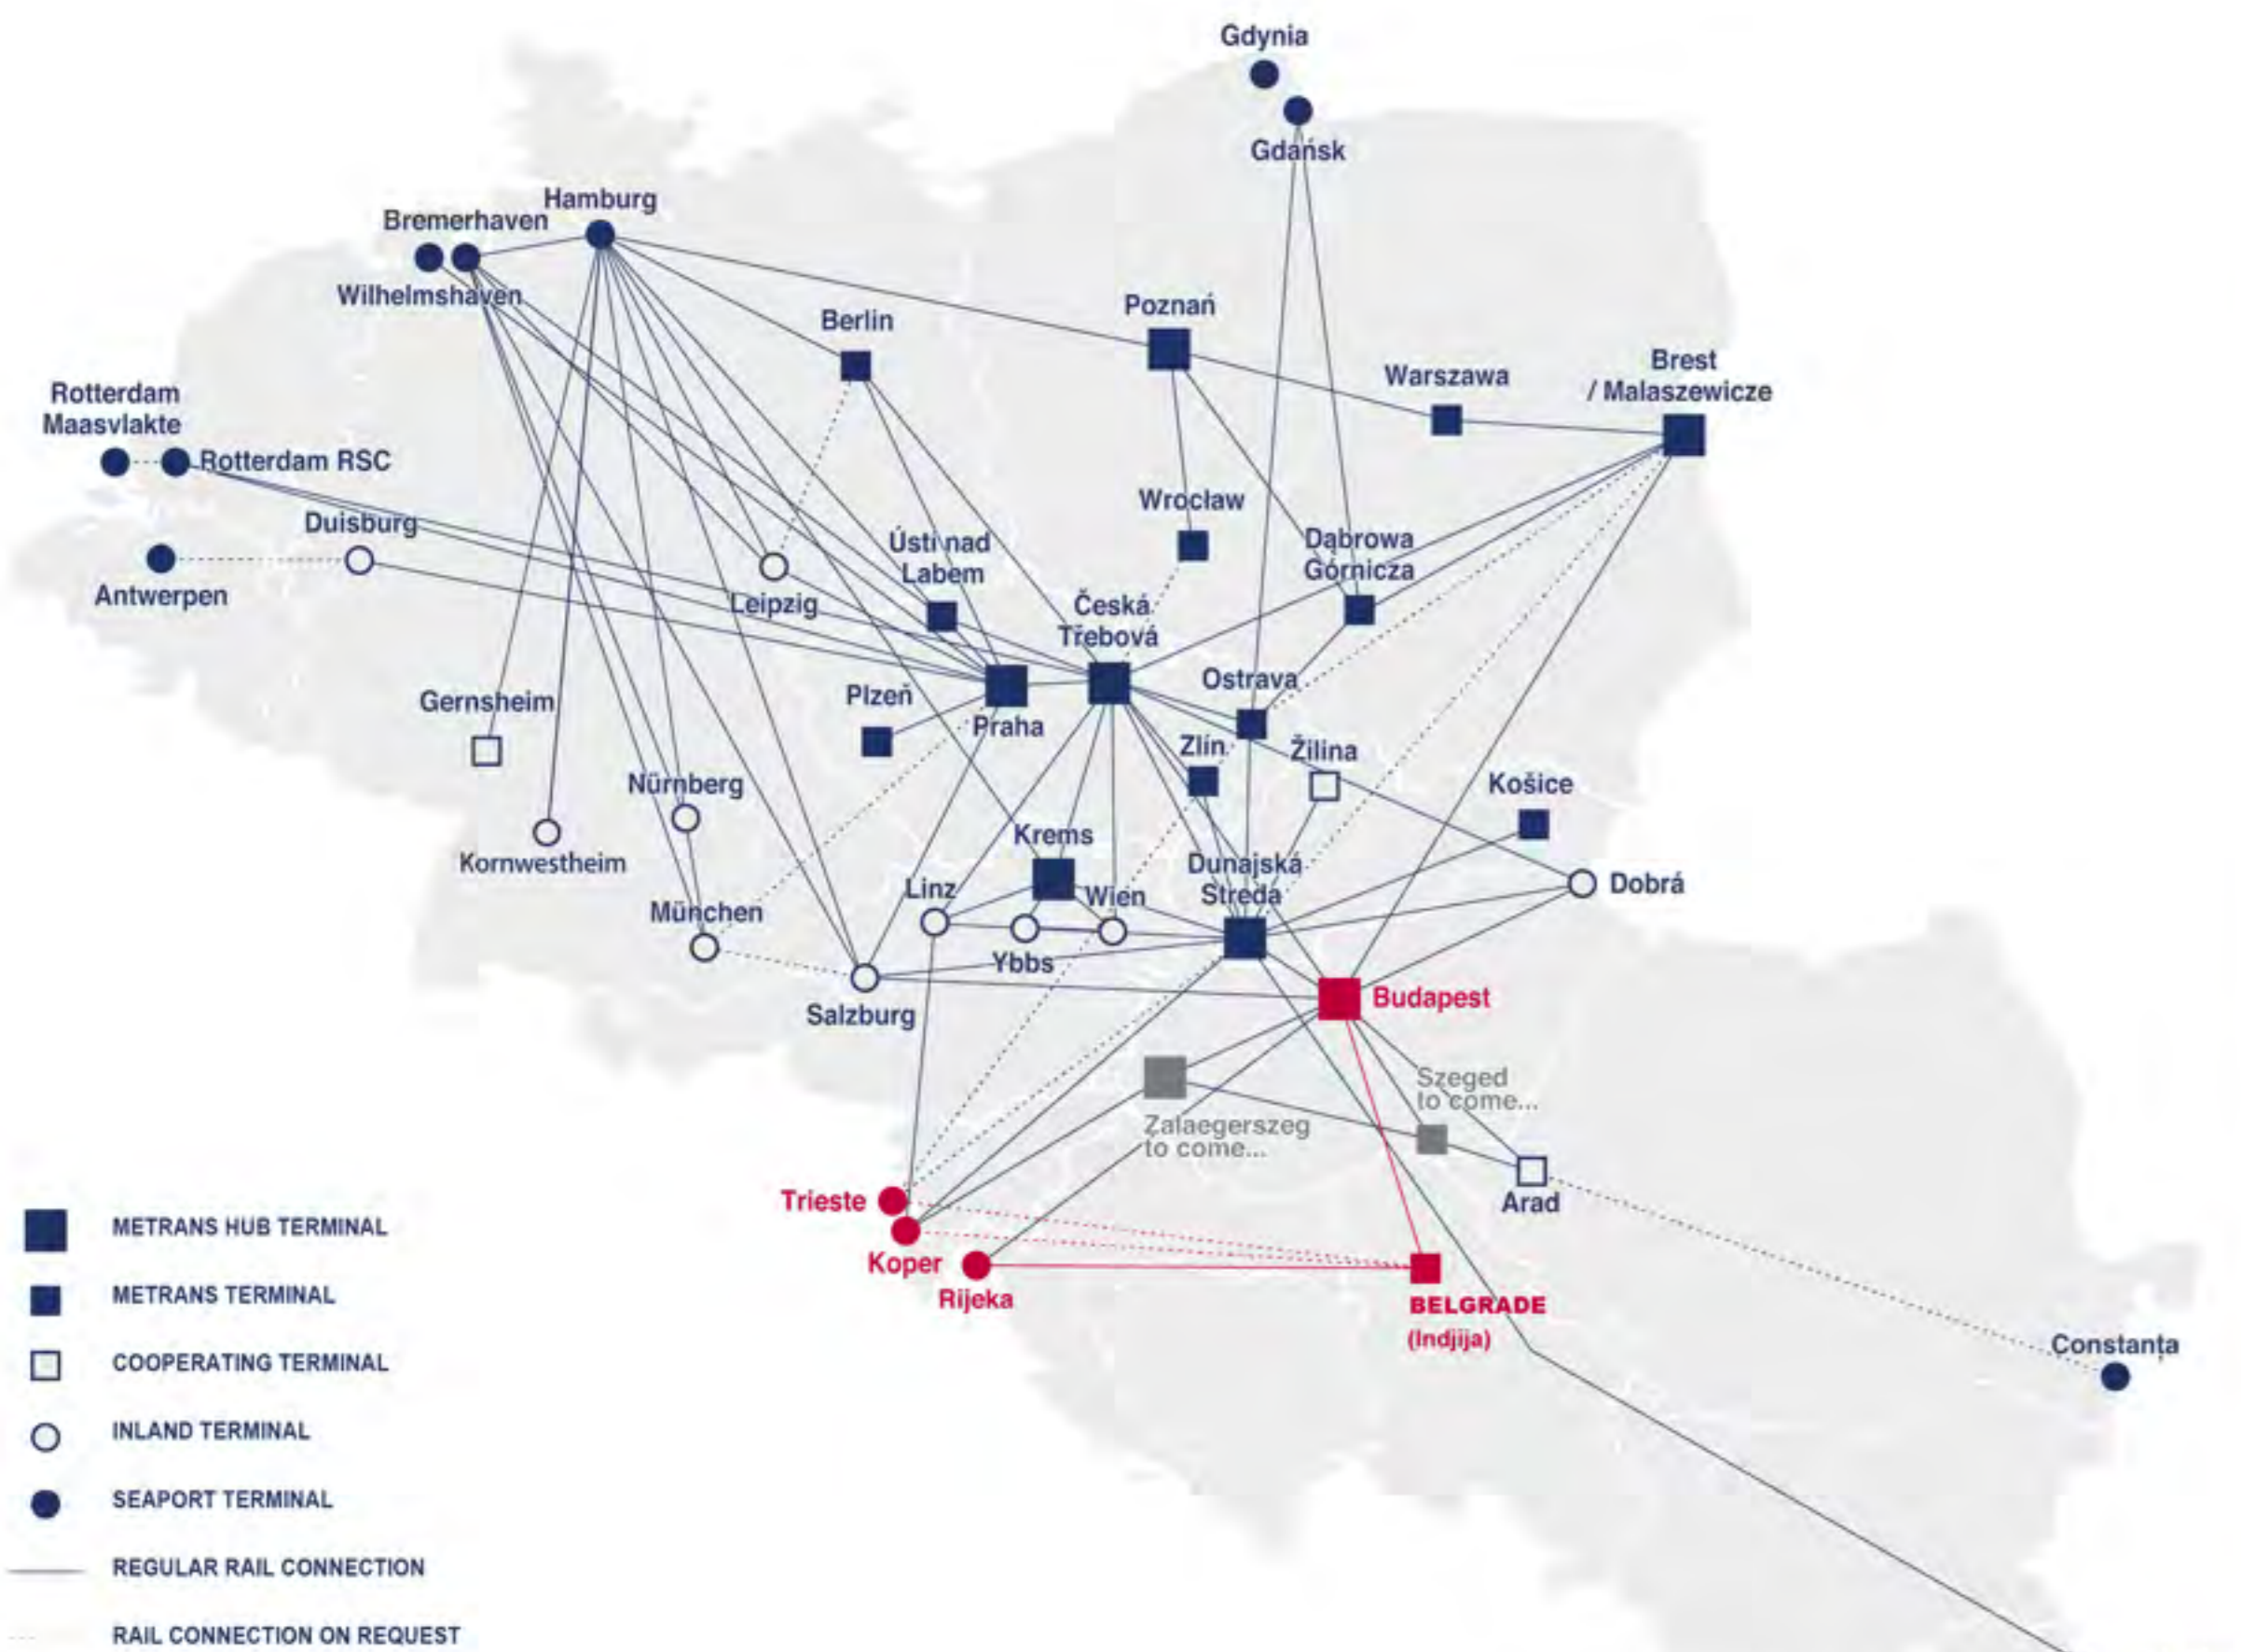 Gdynia
Gdańsk
Hamburg
Bremerhaven
Wilhelmshaven
Berlin
Poznań
Warszawa
Brest
/ Malaszewicze
Rotterdam
Maasvlakte
Rotterdam RSC
Duisburg
Antwerpen
Wrocław
Dąbrowa
Górnicza
Ústí nad
Labem
Leipzig
Česká
Třebová
Ostrava
Plzeň
Praha
Gernsheim
Zlín
Žilina
Košice
Nürnberg
Kornwestheim
Krems
Dunajská
Streda
Linz
Wien
Dobrá
München
Ybbs
Salzburg
Budapest
Szeged
to come...
Zalaegerszeg
to come...
Arad
Trieste
Koper
Rijeka
BELGRADE
(Indjija)
Constanța
METRANS HUB TERMINAL
METRANS TERMINAL
COOPERATING TERMINAL
INLAND TERMINAL
SEAPORT TERMINAL
REGULAR RAIL CONNECTION
RAIL CONNECTION ON REQUEST